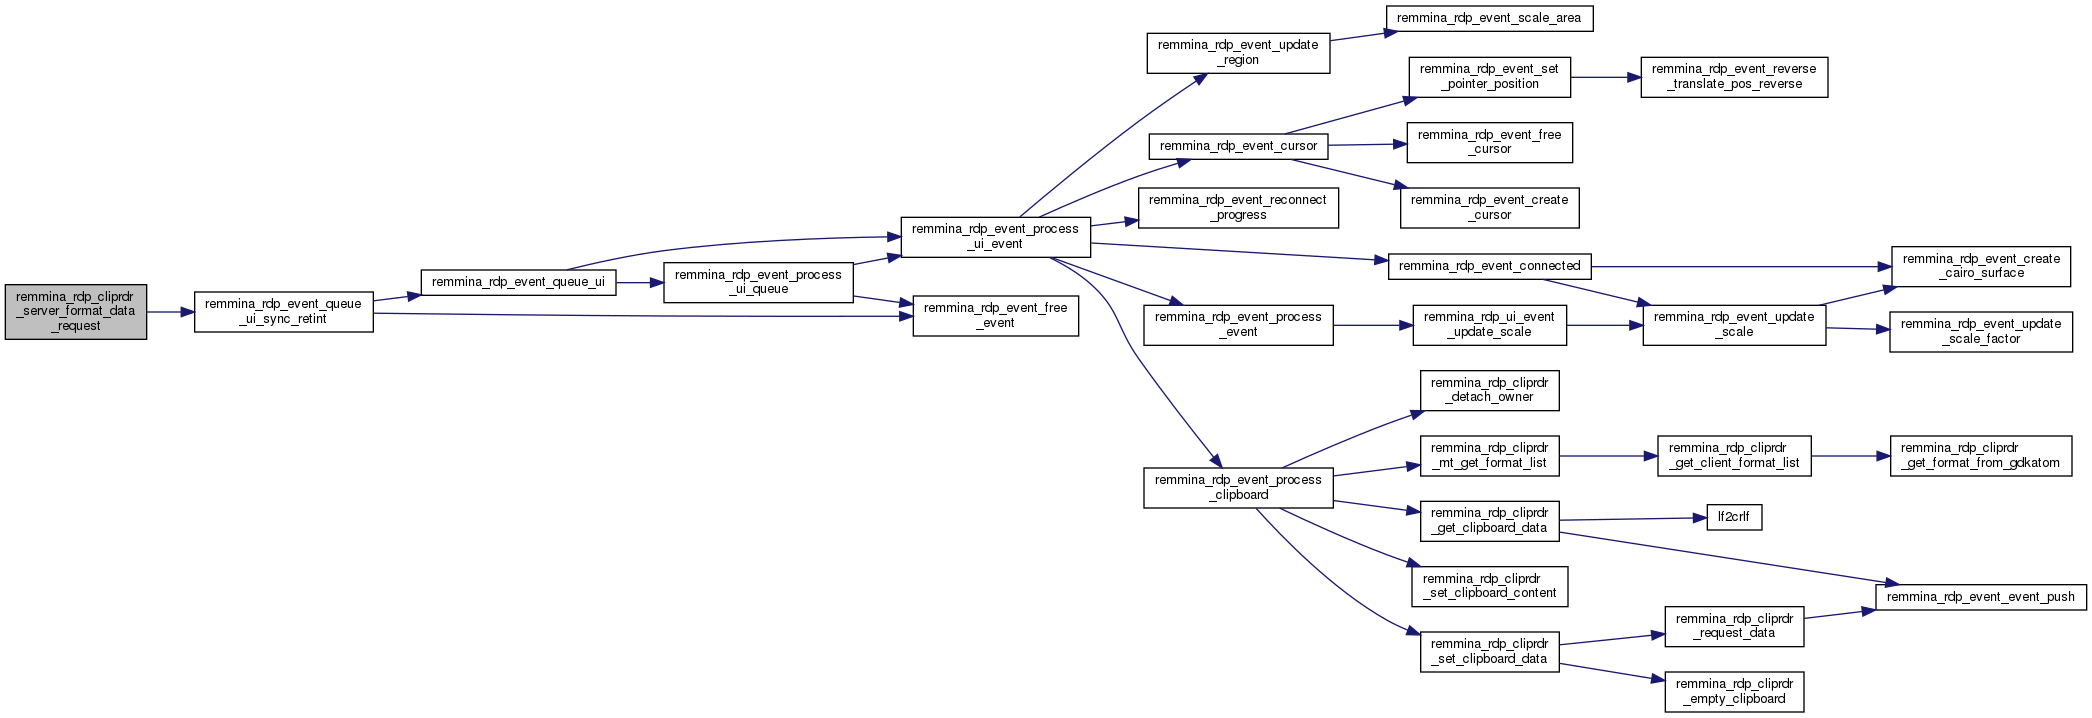 remmina_rdp_cliprdr
_server_format_data
_request
remmina_rdp_event_queue
_ui_sync_retint
remmina_rdp_event_queue_ui
remmina_rdp_event_process
_ui_queue
remmina_rdp_event_process
_ui_event
remmina_rdp_event_free
_event
remmina_rdp_event_update
_region
remmina_rdp_event_scale_area
remmina_rdp_event_cursor
remmina_rdp_event_set
_pointer_position
remmina_rdp_event_reverse
_translate_pos_reverse
remmina_rdp_event_free
_cursor
remmina_rdp_event_create
_cursor
remmina_rdp_event_reconnect
_progress
remmina_rdp_event_connected
remmina_rdp_event_create
_cairo_surface
remmina_rdp_event_process
_event
remmina_rdp_ui_event
_update_scale
remmina_rdp_event_update
_scale
remmina_rdp_event_update
_scale_factor
remmina_rdp_event_process
_clipboard
remmina_rdp_cliprdr
_detach_owner
remmina_rdp_cliprdr
_mt_get_format_list
remmina_rdp_cliprdr
_get_client_format_list
remmina_rdp_cliprdr
_get_format_from_gdkatom
remmina_rdp_cliprdr
_get_clipboard_data
lf2crlf
remmina_rdp_event_event_push
remmina_rdp_cliprdr
_set_clipboard_content
remmina_rdp_cliprdr
_set_clipboard_data
remmina_rdp_cliprdr
_request_data
remmina_rdp_cliprdr
_empty_clipboard